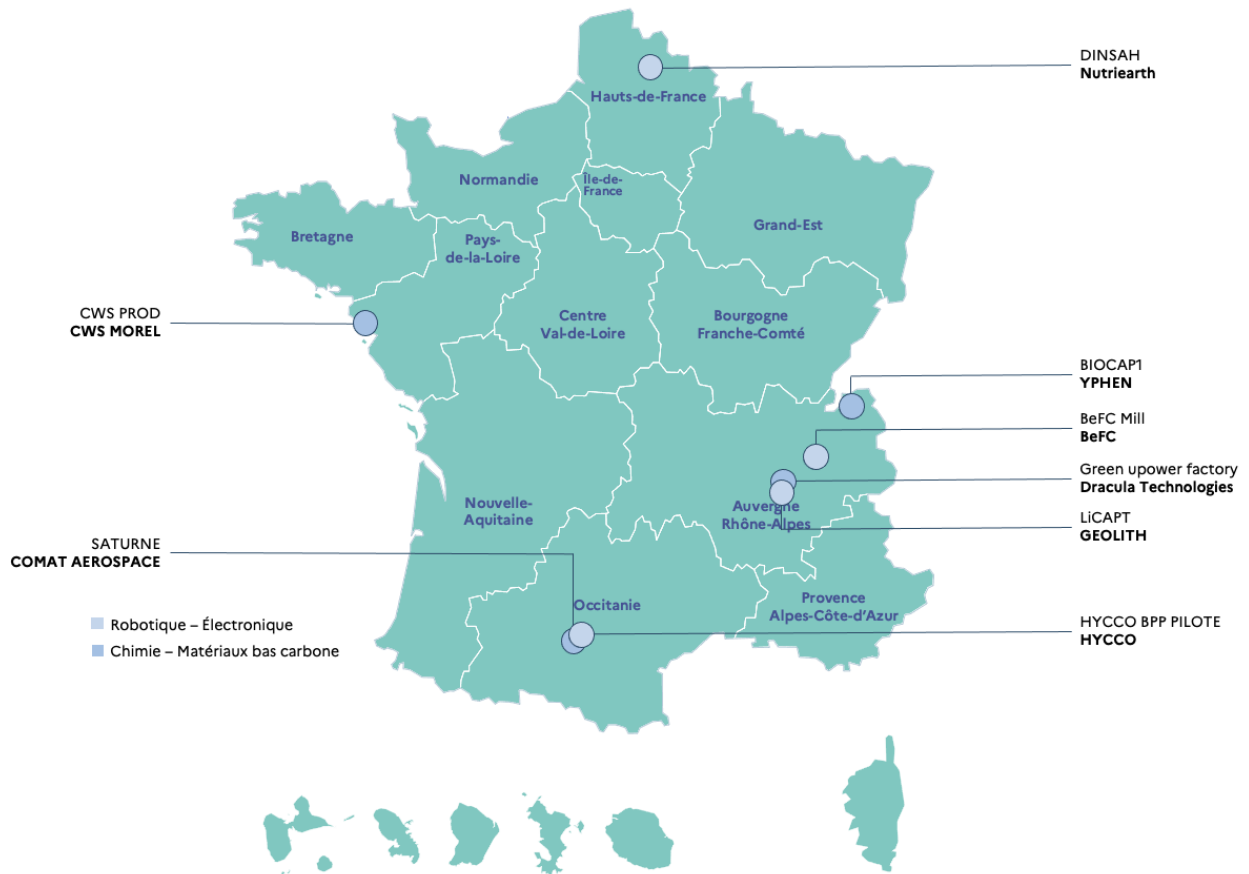 DINSAH
Nutriearth
Hauts-de-France
Normandie
Île-de-
France
Grand-Est
Bretagne
Pays-
de-la-Loire
CWS PROD
CWS MOREL
Centre
Val-de-Loire
Bourgogne
Franche-Comté
BIOCAP1
YPHEN
BeFC Mill
BeFC
Green upower factory
Dracula Technologies
Nouvelle-
Aquitaine
Auvergne
Rhône-Alpes
LiCAPT
GEOLITH
SATURNE
COMAT AEROSPACE
Occitanie
Provence
Alpes-Côte-d'Azur
HYCCO BPP PILOTE
HYCCO
Robotique – Électronique
Chimie – Matériaux bas carbone